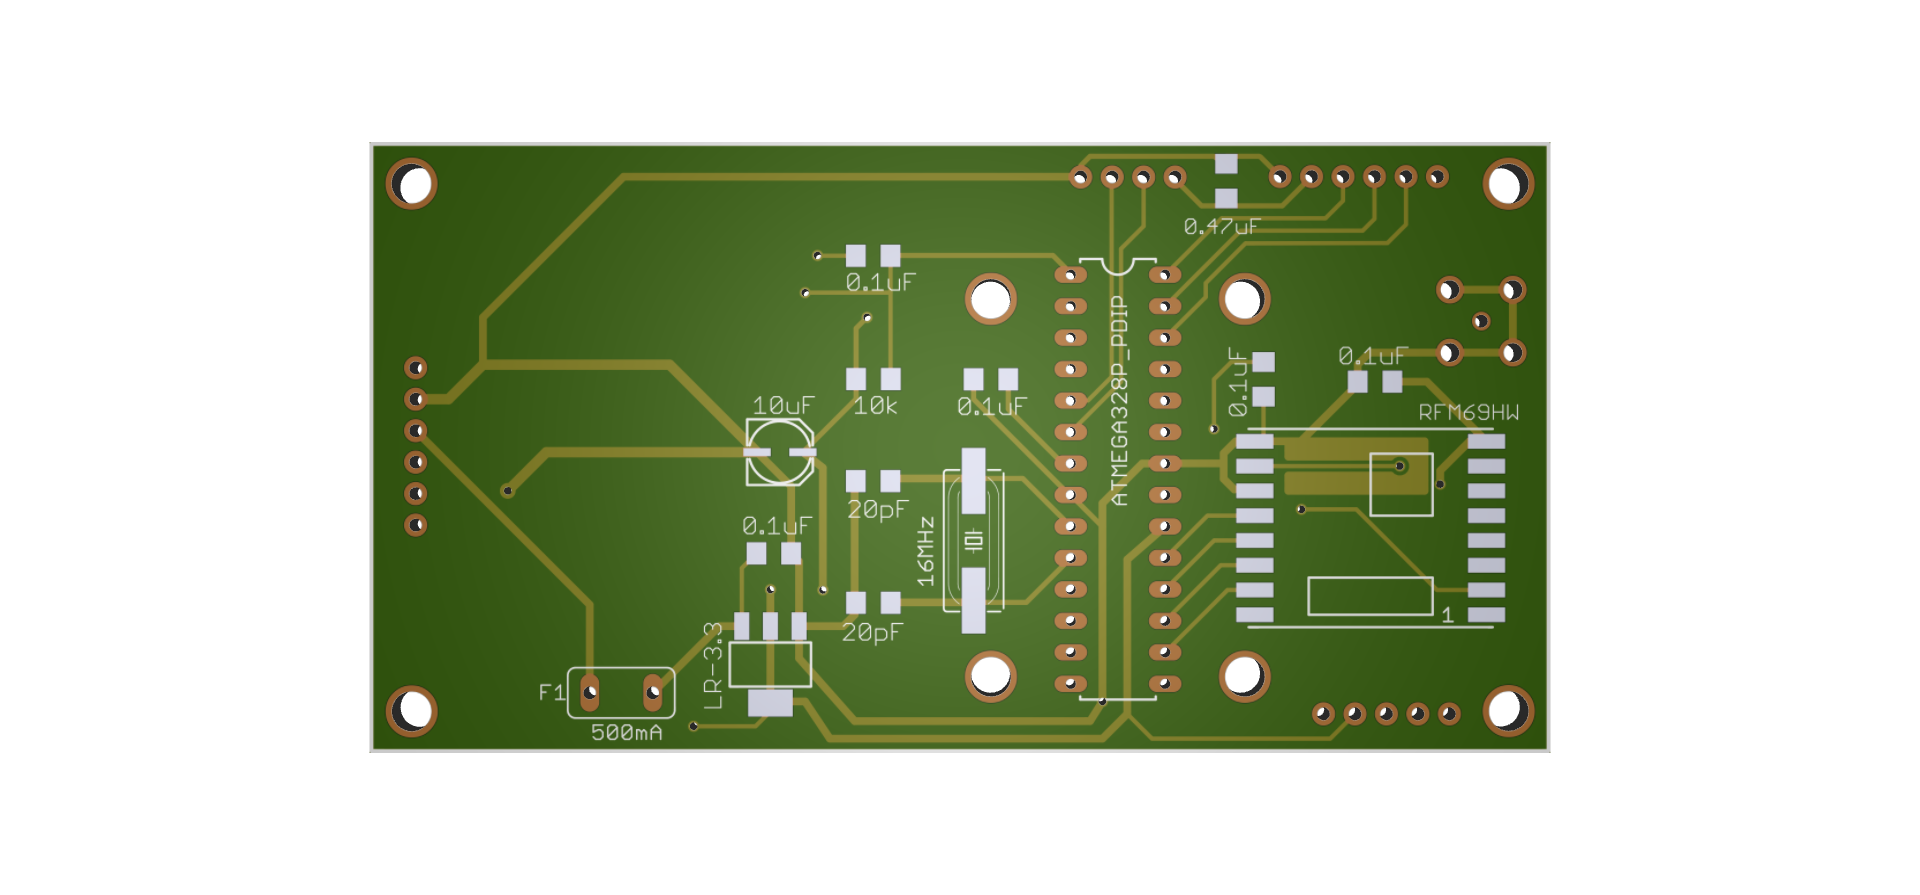 0.47uF
0.1uF
0.1uF
0.1uF
10uF
10k
0.1uF
RFM69HW
ATMEGA328P_PDIP
20pF
0.1uF
16MHz
1
20pF
LR-3.3
F1
500mA